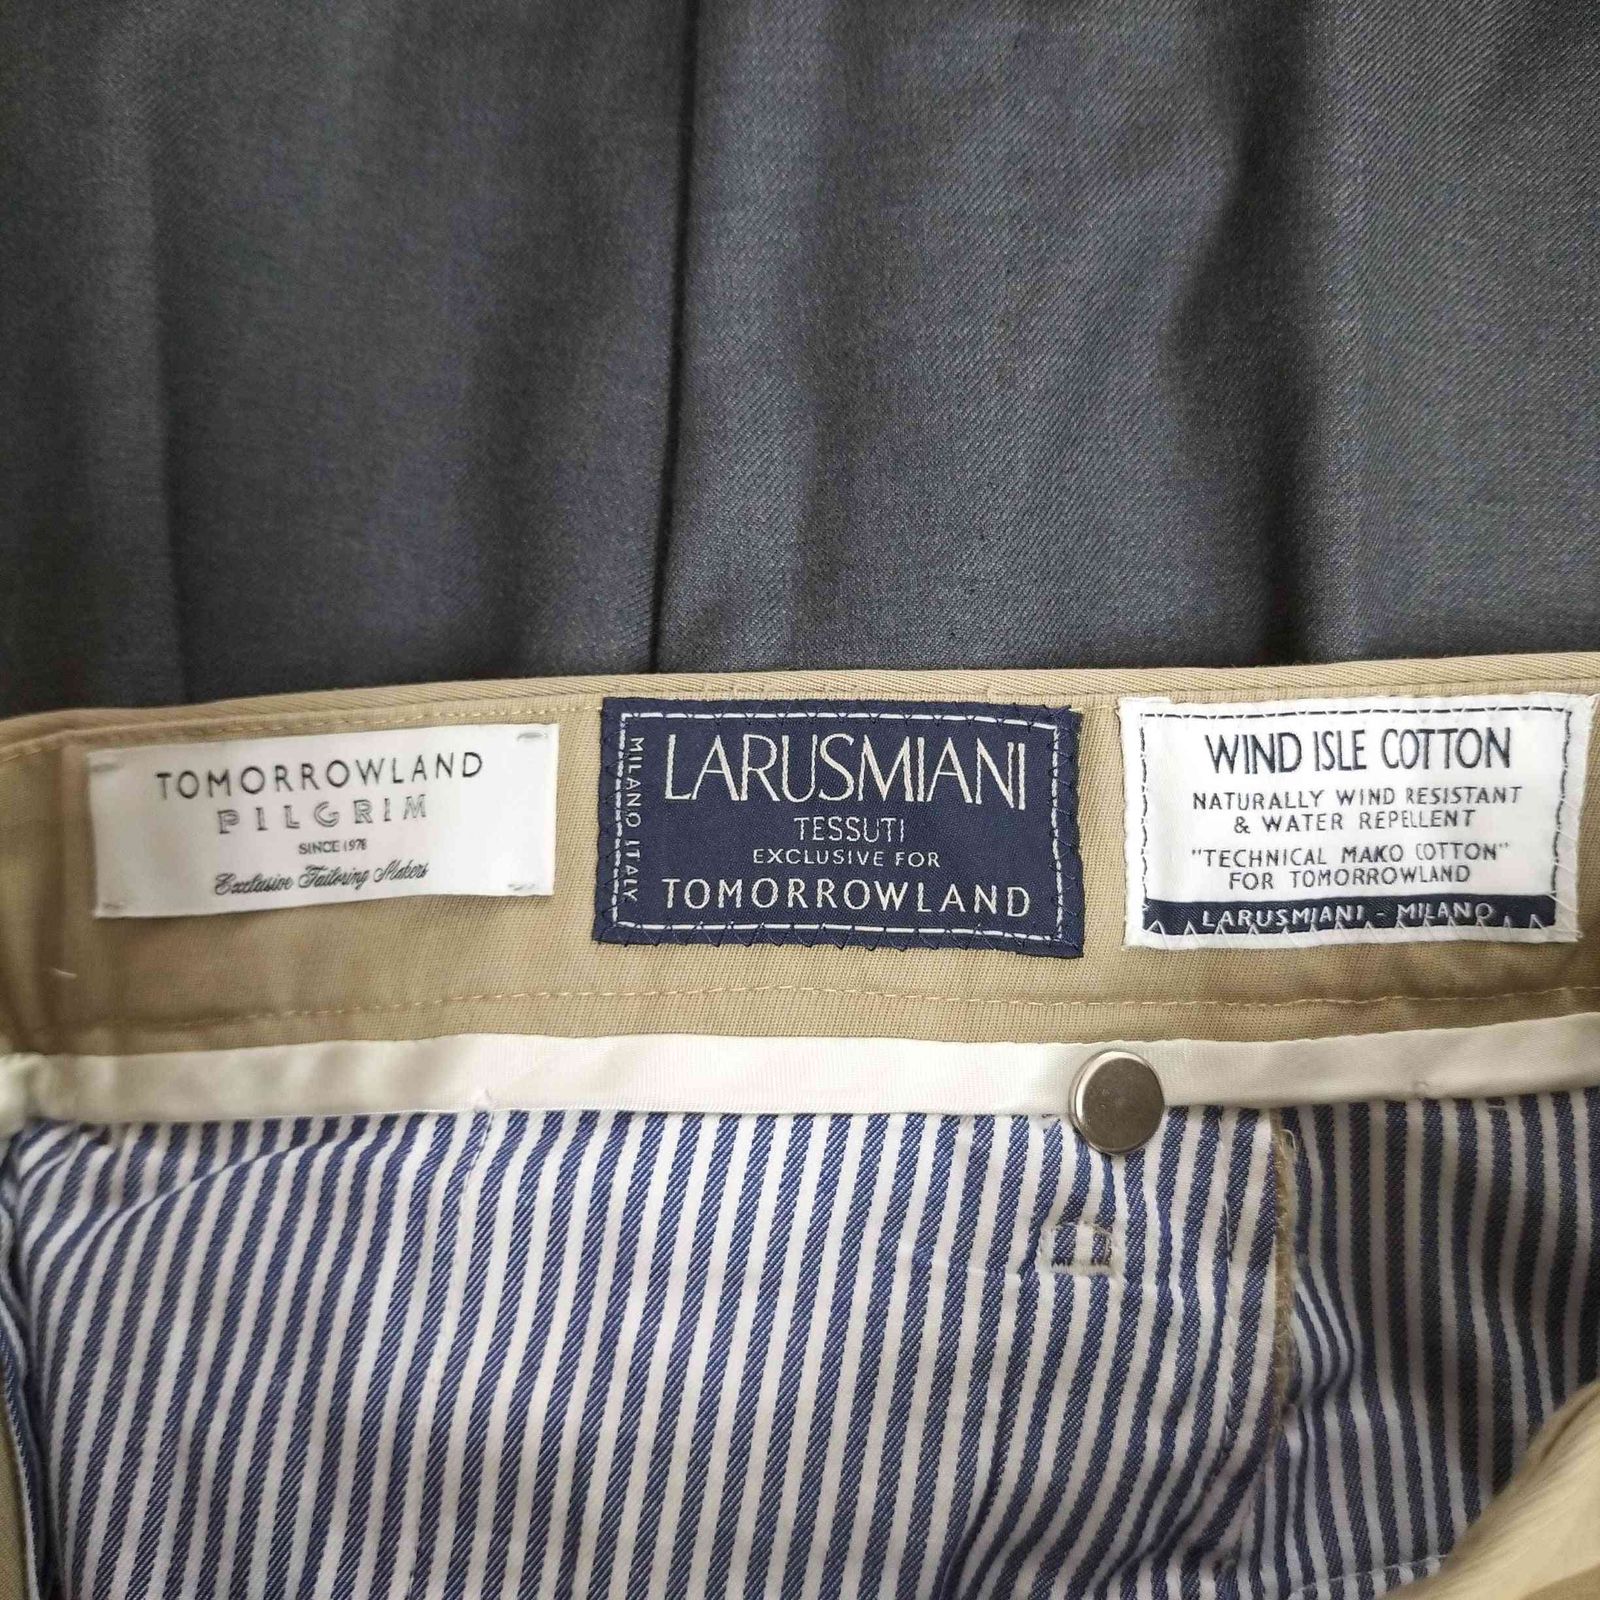 TOMORROWLAND
PILGRIM
SINCE 1978
Exclusive Tailoring Makers
MILANO ITALY
LARUSMIANI
TESSUTI
EXCLUSIVE FOR
TOMORROWLAND
WIND ISLE COTTON
NATURALLY WIND RESISTANT
& WATER REPELLENT
"TECHNICAL MAKO COTTON"
FOR TOMORROWLAND
LARUSMIANI - MILANO